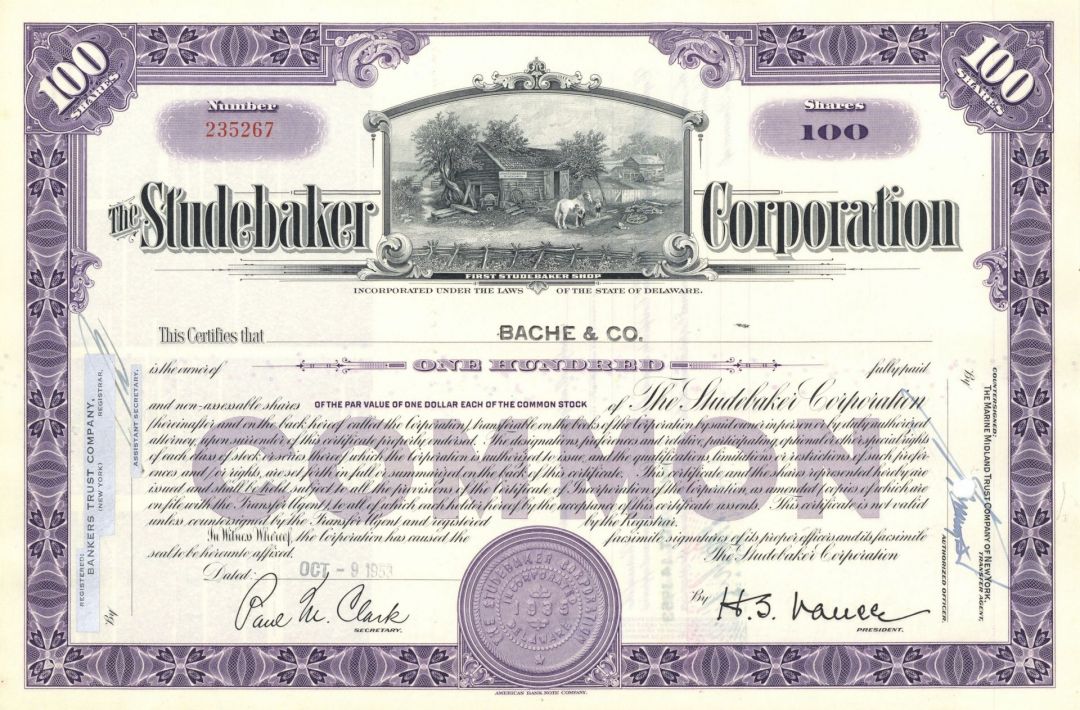 100 SHARES
100 SHARES
Number
235267
Shares
100
The Studebaker Corporation
FIRST STUDEBAKER SHOP
INCORPORATED UNDER THE LAWS OF THE STATE OF DELAWARE.
This Certifies that BACHE & CO.
is the owner of ONE HUNDRED fully paid
and non-assessable shares OF THE PAR VALUE OF ONE DOLLAR EACH OF THE COMMON STOCK of The Studebaker Corporation
(hereinafter and on the back hereof called the Corporation), transferable on the books of the Corporation by the holder hereof in person or by duly authorized
attorney, upon surrender of this certificate properly endorsed. The designations, preferences and relative, participating, optional or other special rights
of each class of stock or series thereof which the Corporation is authorized to issue, and the qualifications, limitations or restrictions of such prefer-
ences and/or rights, are set forth in full or summarized on the back of this certificate. This certificate and the shares represented hereby are
issued and shall be held subject to all the provisions of the Certificate of Incorporation of the Corporation, as amended (copies of which are
on file with the Transfer Agent), to all of which each holder hereof by the acceptance of this certificate assents. This certificate is not valid
unless countersigned by the Transfer Agent and registered by the Registrar.
In Witness Whereof, the Corporation has caused the facsimile signatures of its proper officers and its facsimile
seal to be hereunto affixed. The Studebaker Corporation
COMMON
Dated: OCT - 9 1953
Paul M. Clark
SECRETARY.
By H. S. Vance
PRESIDENT.
THE STUDEBAKER CORPORATION
INCORPORATED
1935
DELAWARE
REGISTERED:
BANKERS TRUST COMPANY,
(NEW YORK) REGISTRAR,
By
ASSISTANT SECRETARY.
COUNTERSIGNED:
THE MARINE MIDLAND TRUST COMPANY OF NEW YORK,
TRANSFER AGENT,
By
AUTHORIZED OFFICER.
AMERICAN BANK NOTE COMPANY.